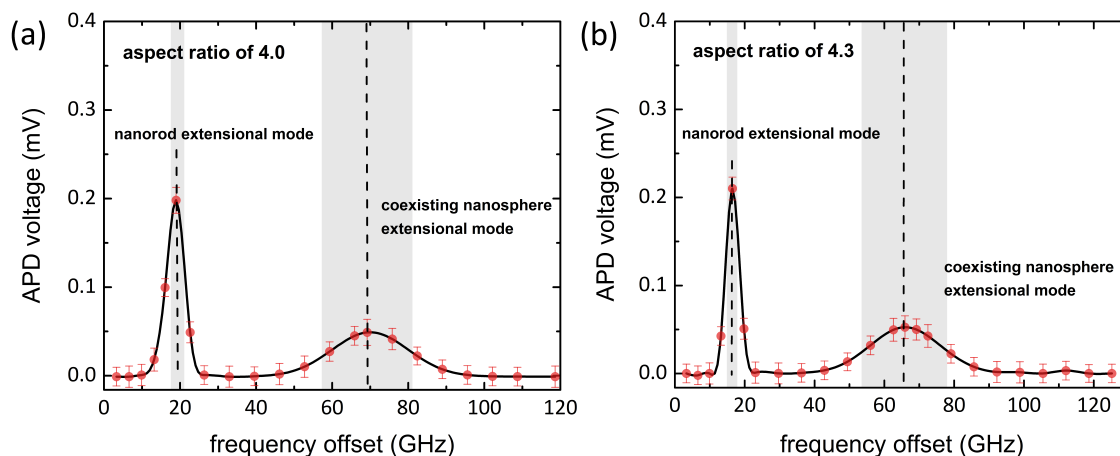 (a)
aspect ratio of 4.0
nanorod extensional mode
coexisting nanosphere
extensional mode
APD voltage (mV)
0.4
0.3
0.2
0.1
0.0
0 20 40 60 80 100 120
frequency offset (GHz)
(b)
aspect ratio of 4.3
nanorod extensional mode
coexisting nanosphere
extensional mode
APD voltage (mV)
0.4
0.3
0.2
0.1
0.0
0 20 40 60 80 100 120
frequency offset (GHz)